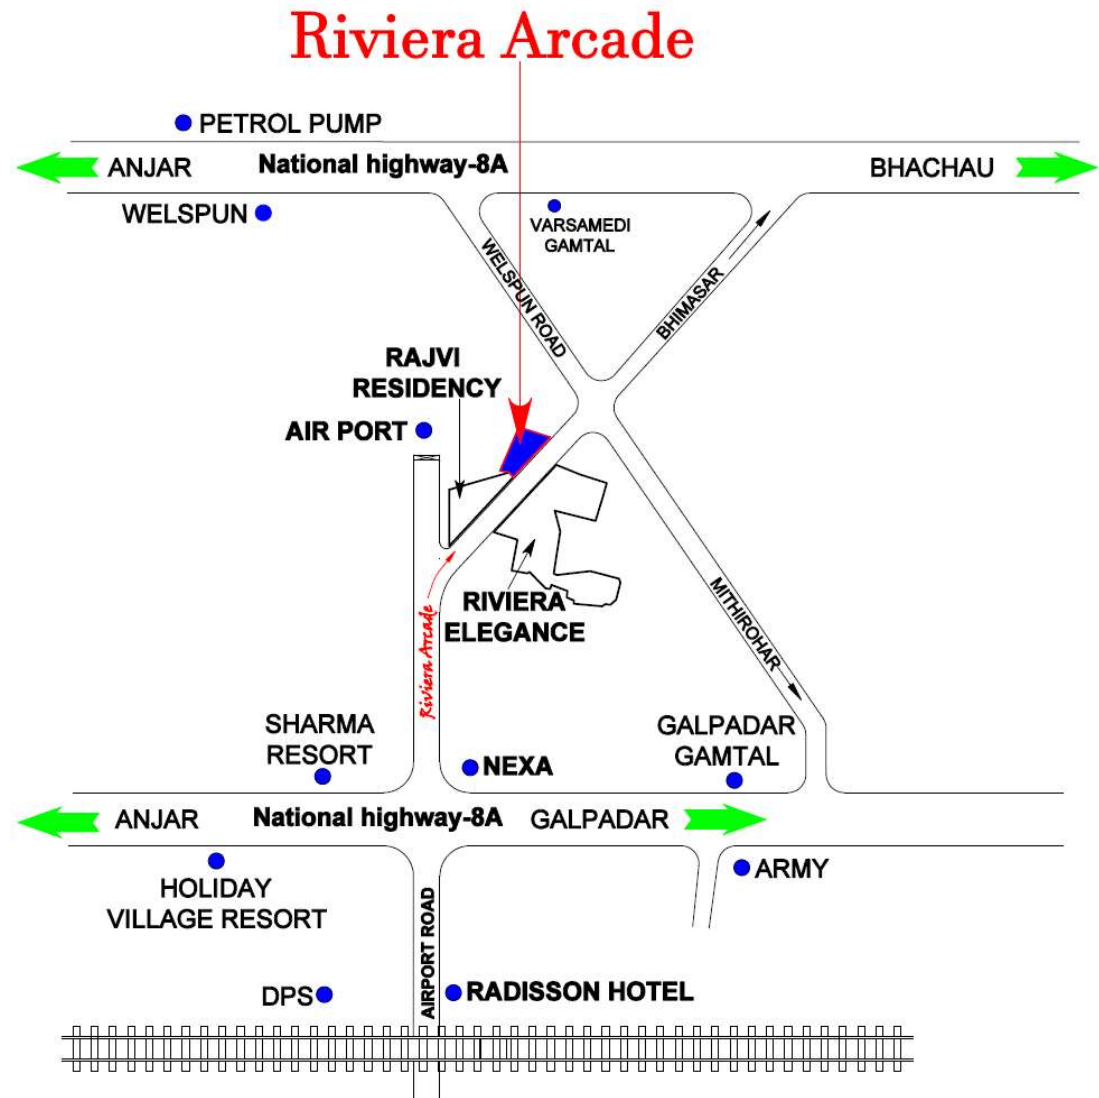 Riviera Arcade
PETROL PUMP
ANJAR
National highway-8A
BHACHAU
WELSPUN
VARSAMEDI
GAMTAL
WELSPUN ROAD
BHIMASAR
RAJVI
RESIDENCY
AIR PORT
RIVIERA
ELEGANCE
Riviera Arcade
MITHIROHAR
SHARMA
RESORT
NEXA
GALPADAR
GAMTAL
ANJAR
National highway-8A
GALPADAR
HOLIDAY
VILLAGE RESORT
ARMY
AIRPORT ROAD
DPS
RADISSON HOTEL